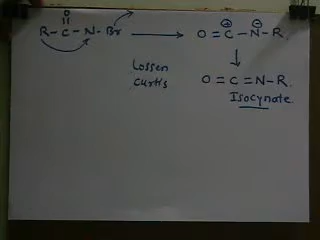 O
||
R-C-N-Br ⟶ O=C⊕-N⊖-R.
↓
Lossen
Curtis O=C=N-R.
Isocynate.